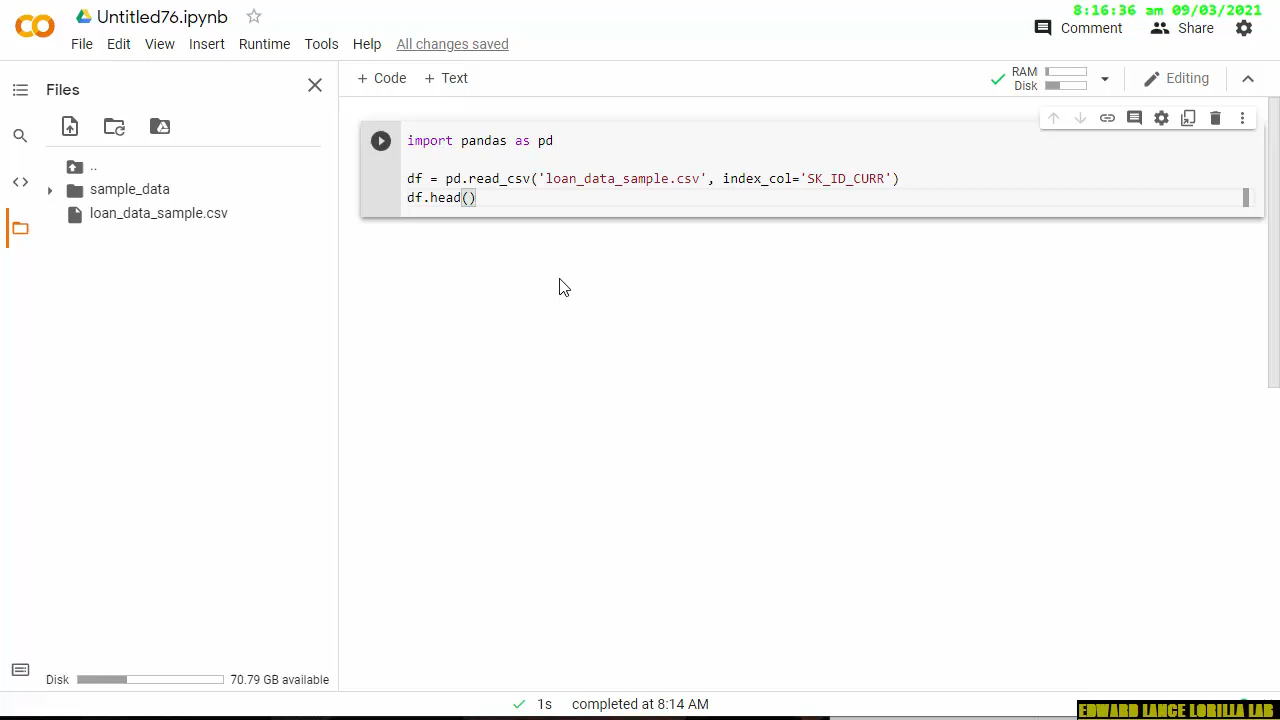 8:16:36 am 09/03/2021
Untitled76.ipynb
Comment
Share
File Edit View Insert Runtime Tools Help All changes saved
Files
+ Code + Text
RAM
Disk
Editing
..
sample_data
loan_data_sample.csv
import pandas as pd
df = pd.read_csv('loan_data_sample.csv', index_col='SK_ID_CURR')
df.head()
Disk 70.79 GB available
1s completed at 8:14 AM
EDWARD LANCE LORILLA LAB